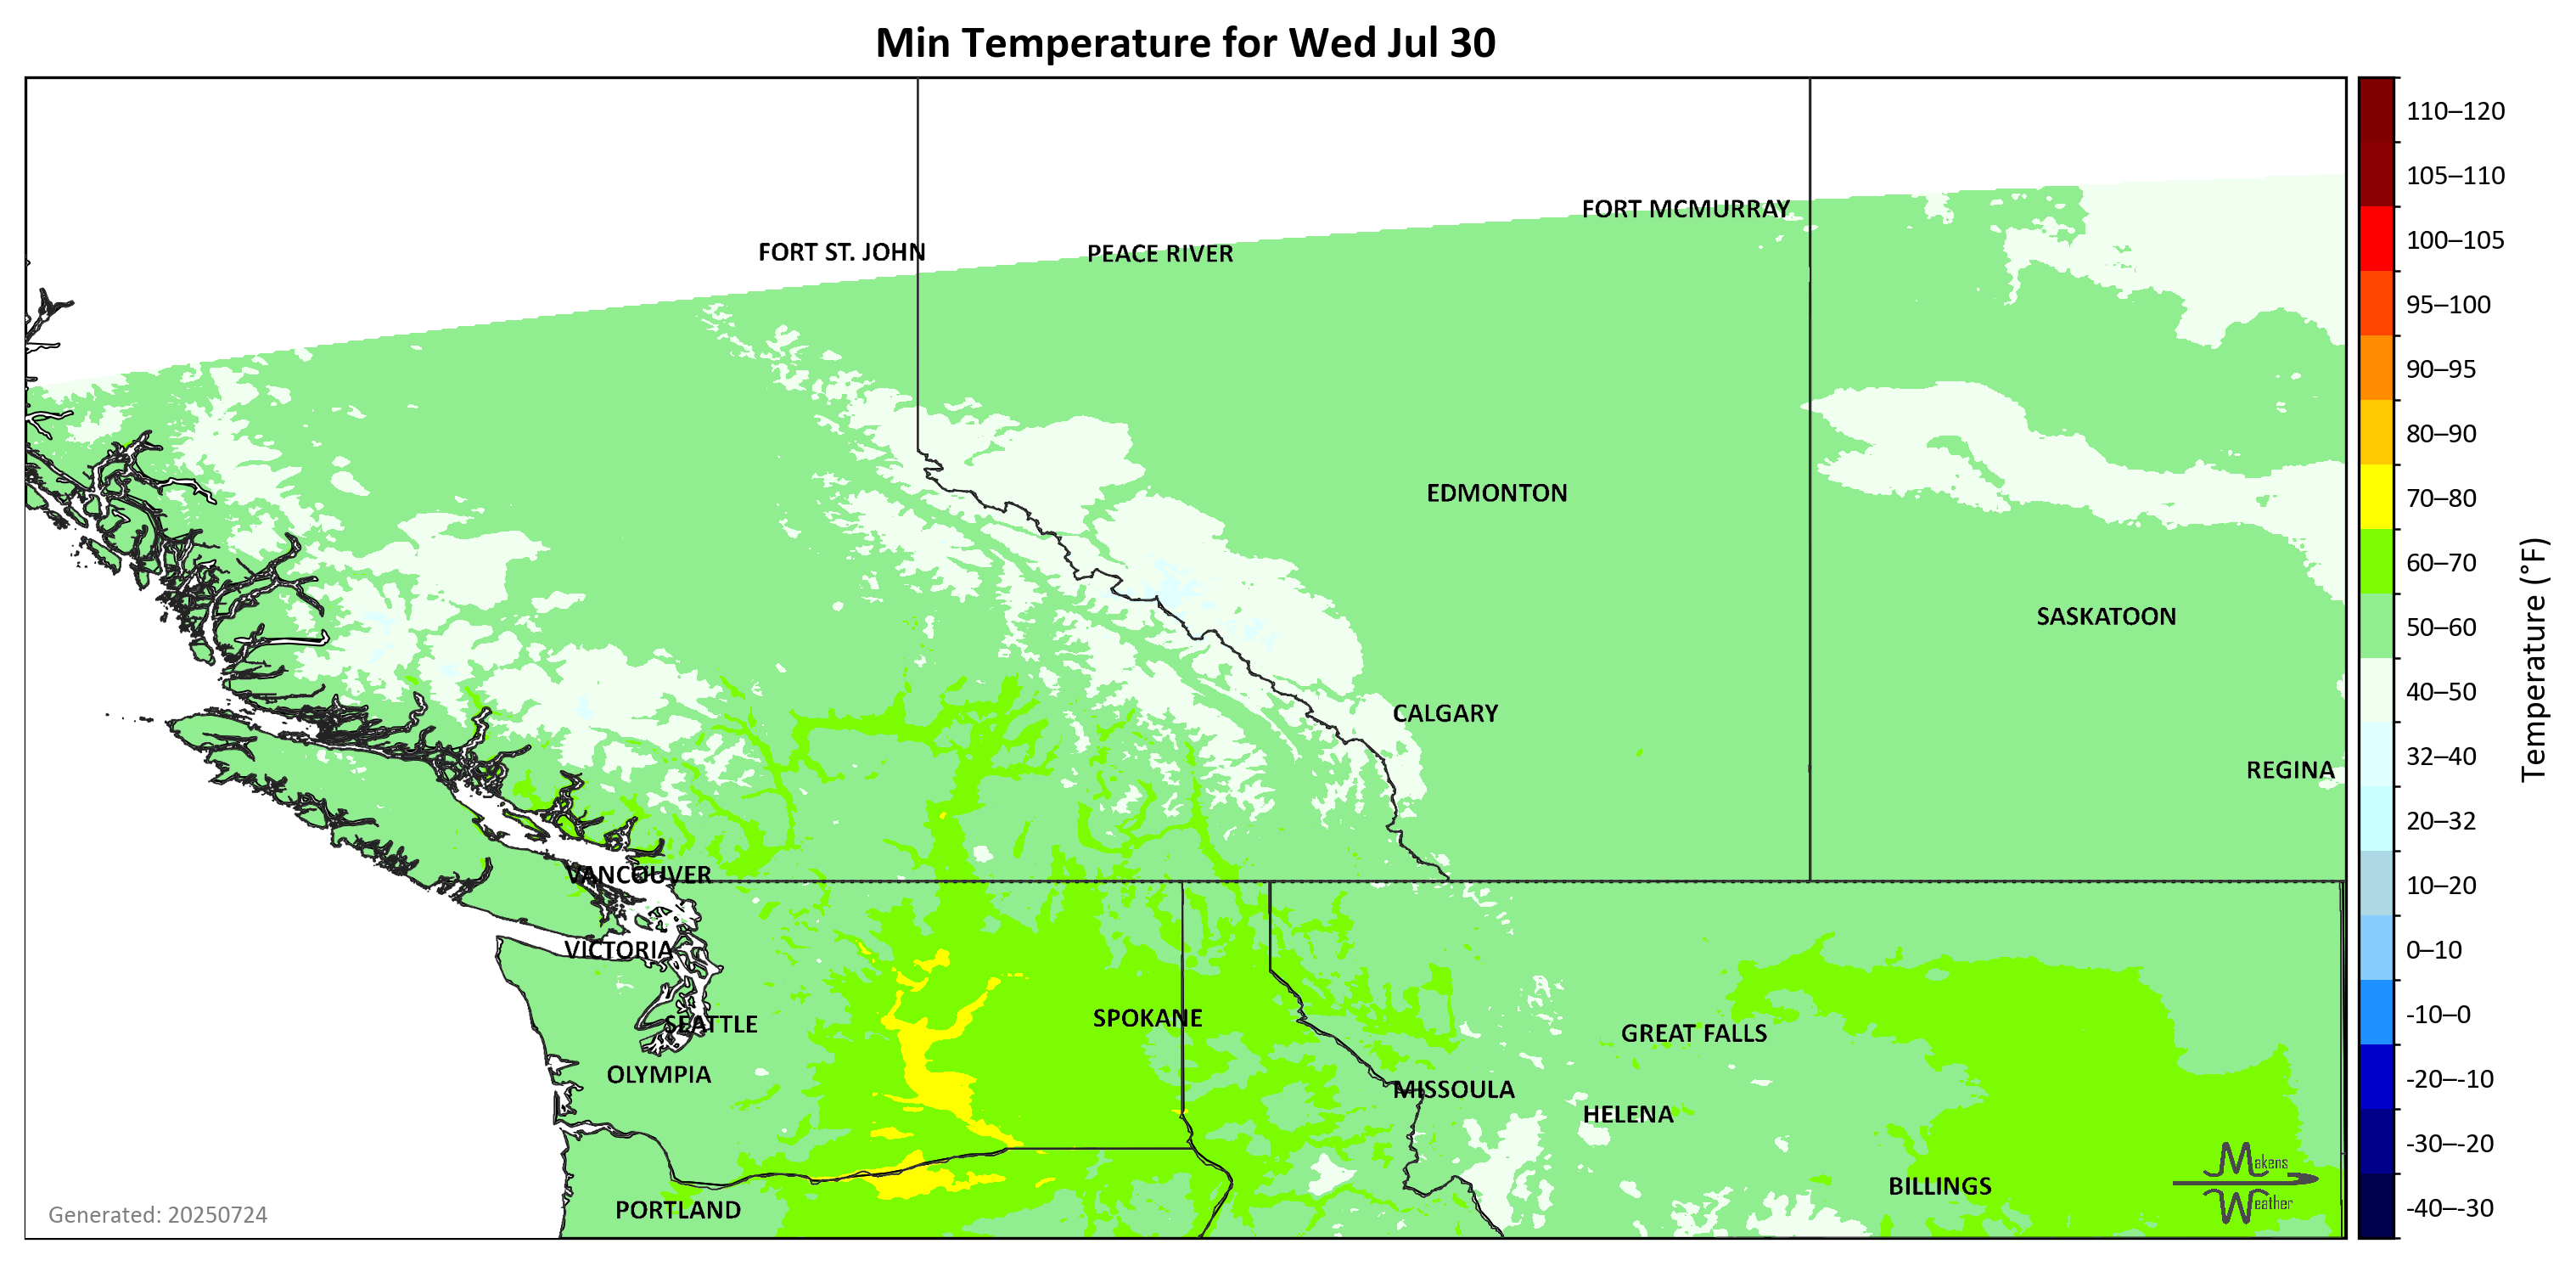 Min Temperature for Wed Jul 30
110–120
105–110
100–105
95–100
90–95
80–90
70–80
60–70
50–60
40–50
32–40
20–32
10–20
0–10
-10–0
-20–-10
-30–-20
-40–-30
Temperature (°F)
FORT MCMURRAY
FORT ST. JOHN
PEACE RIVER
EDMONTON
SASKATOON
CALGARY
REGINA
VANCOUVER
VICTORIA
SEATTLE
SPOKANE
GREAT FALLS
OLYMPIA
MISSOULA
HELENA
BILLINGS
PORTLAND
Makens
Weather
Generated: 20250724